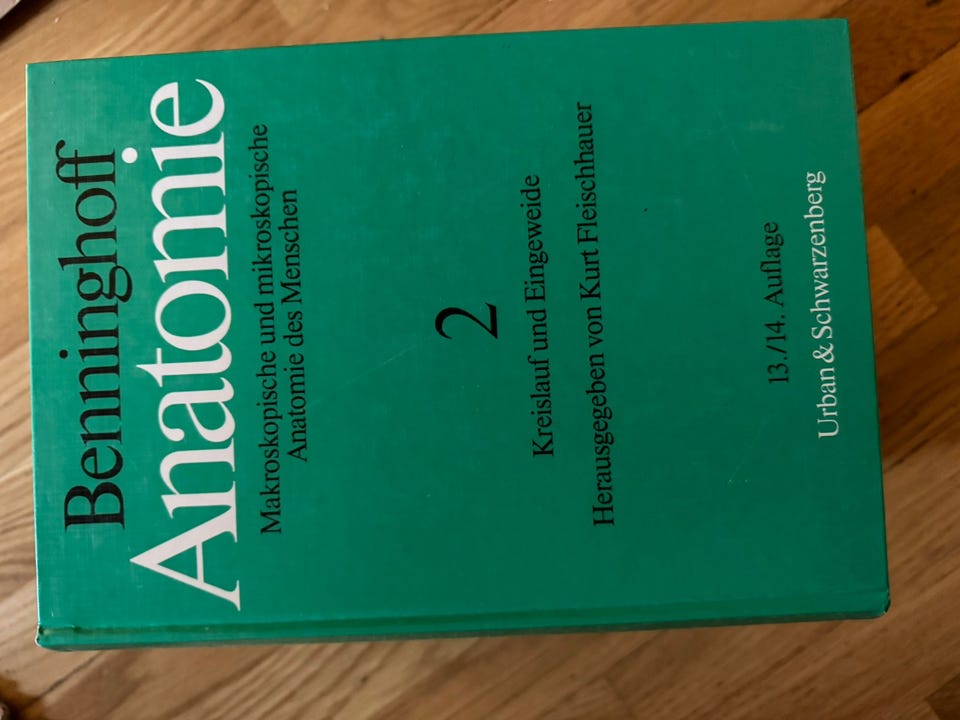 Benninghoff
Anatomie
Makroskopische und mikroskopische
Anatomie des Menschen
2
Kreislauf und Eingeweide
Herausgegeben von Kurt Fleischhauer
13./14. Auflage
Urban & Schwarzenberg